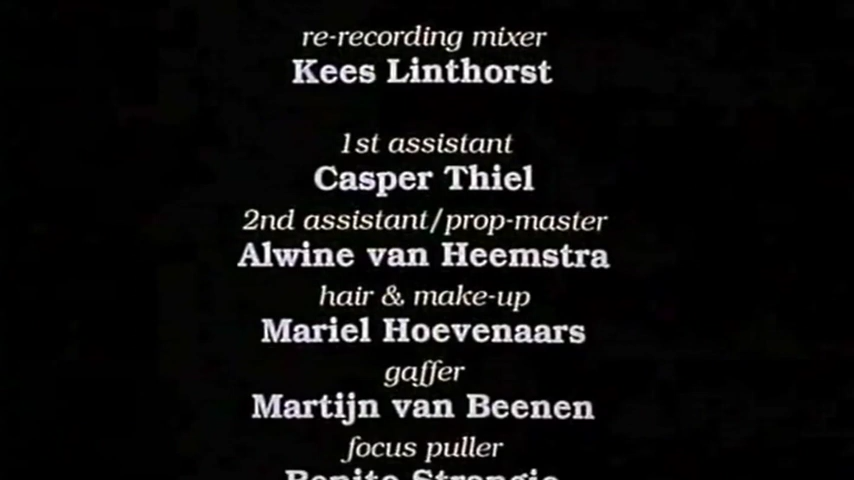 re-recording mixer
Kees Linthorst
1st assistant
Casper Thiel
2nd assistant/prop-master
Alwine van Heemstra
hair & make-up
Mariel Hoevenaars
gaffer
Martijn van Beenen
focus puller